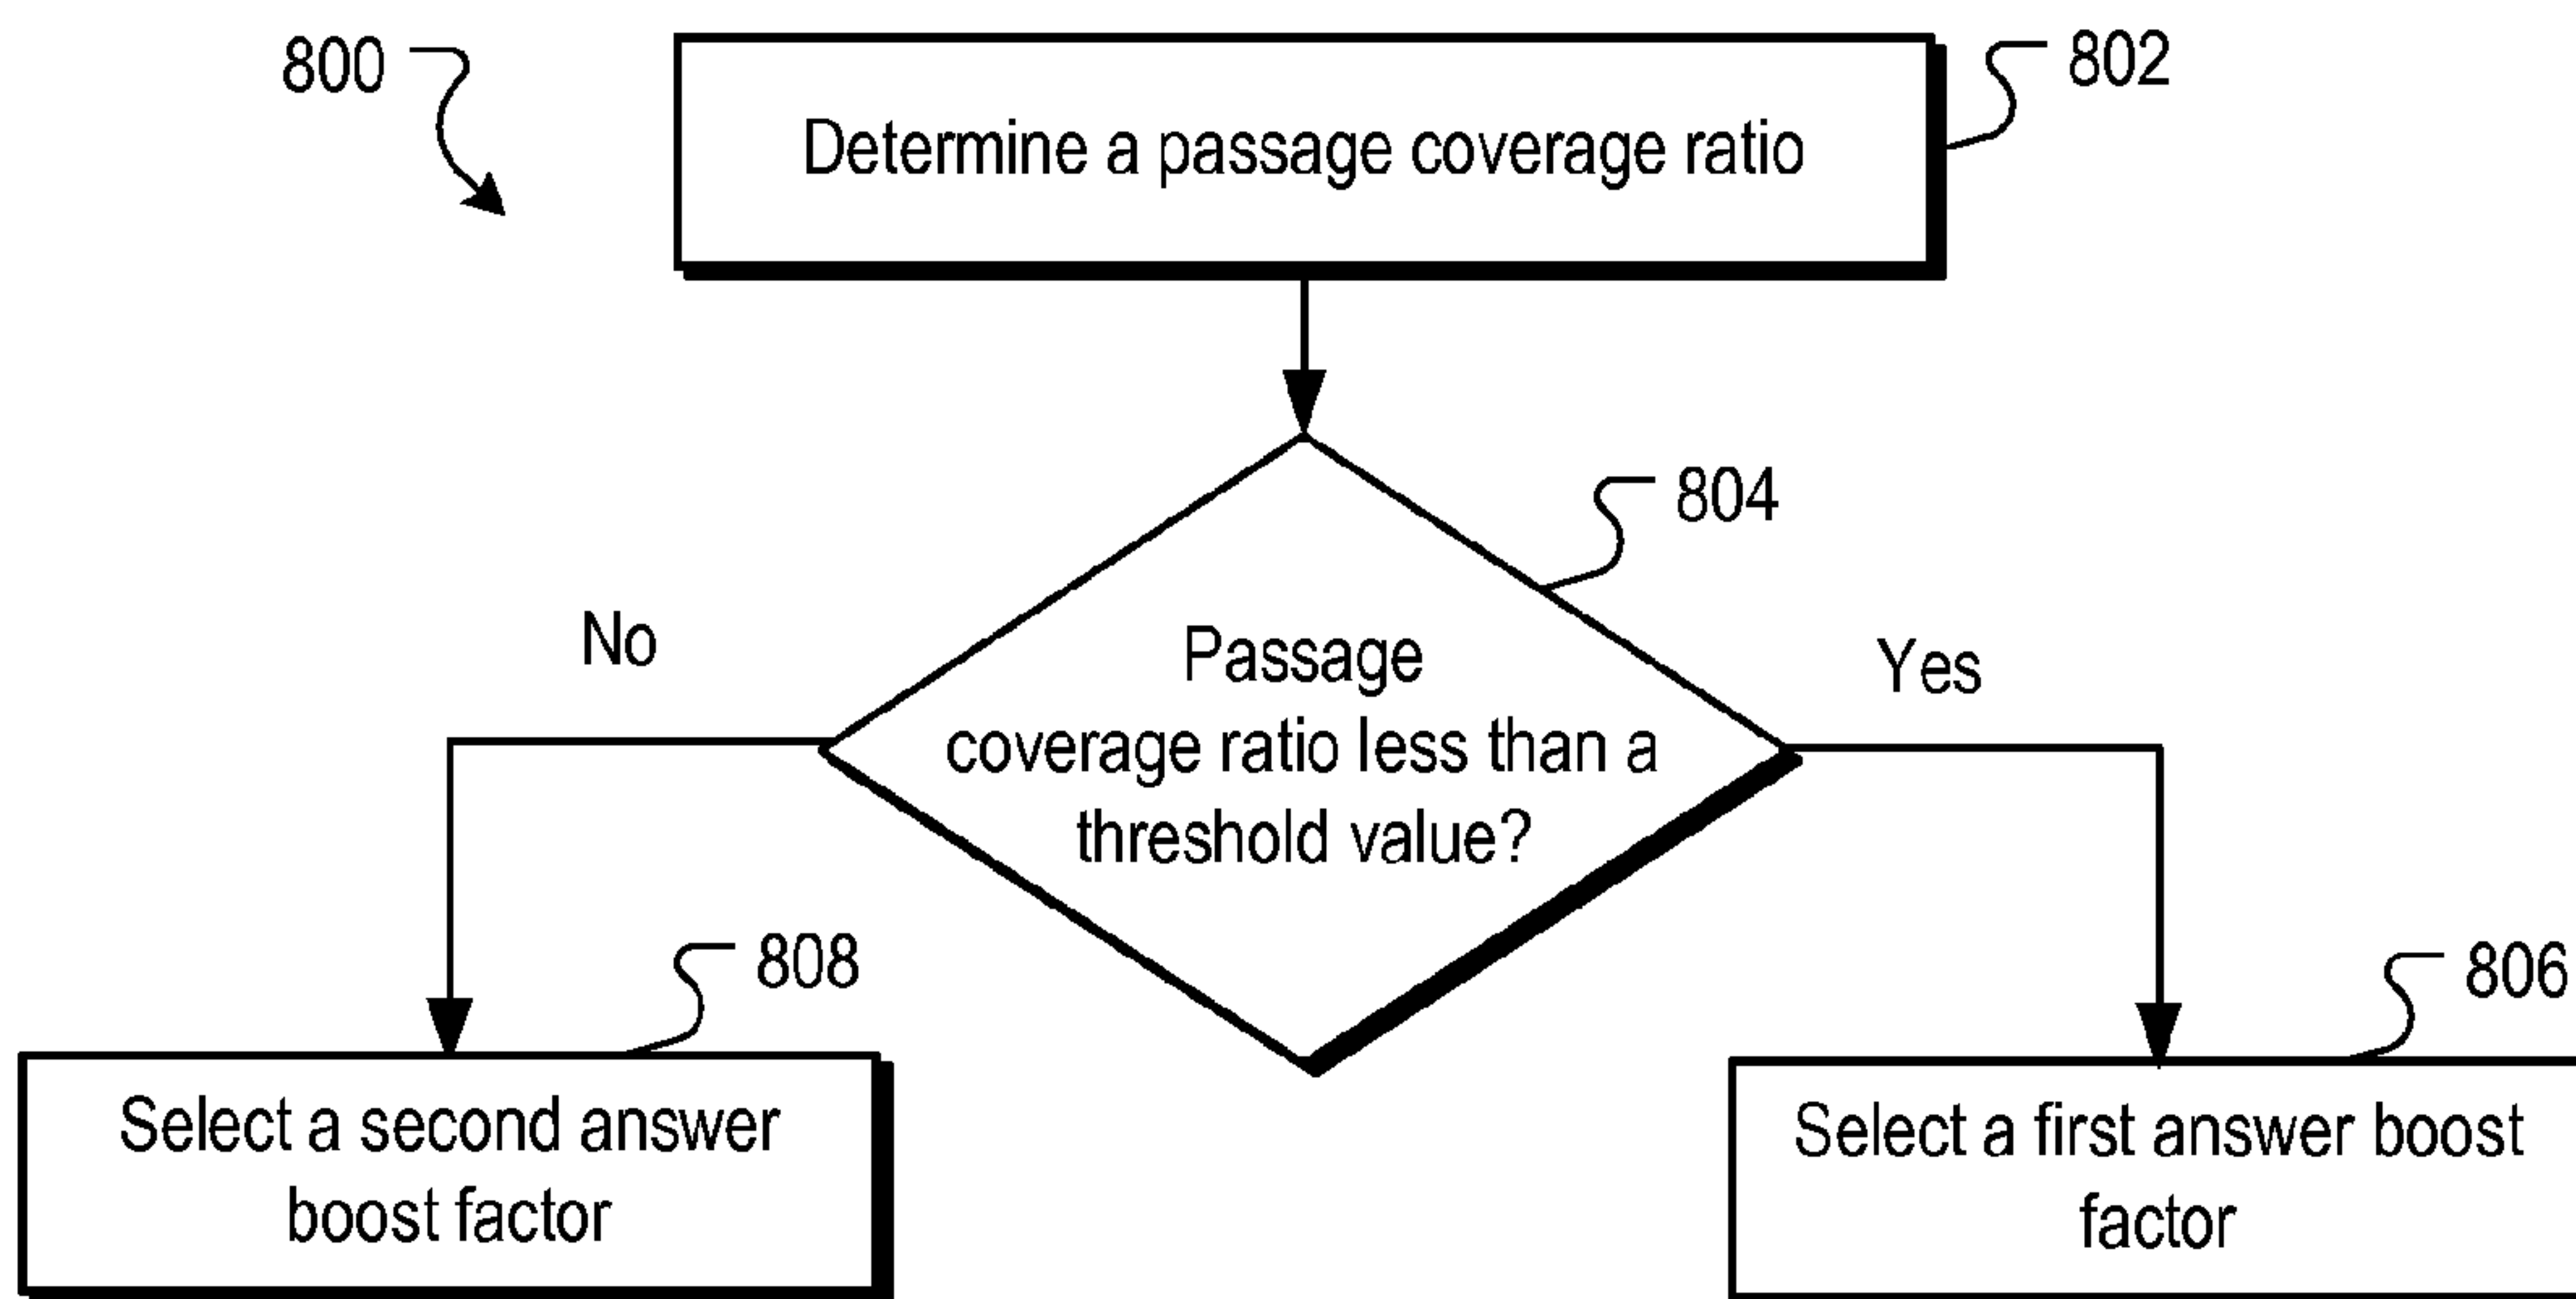 800
802
Determine a passage coverage ratio
804
No
Yes
Passage
coverage ratio less than a
threshold value?
808
806
Select a second answer
boost factor
Select a first answer boost
factor